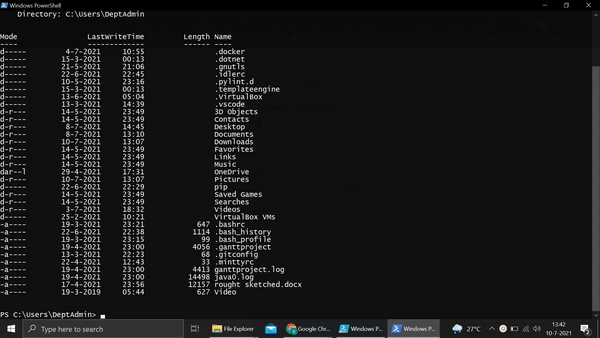 Windows PowerShell
Directory: C:\Users\DeptAdmin
Mode LastWriteTime Length Name
---- ------------- ------ ----
d----- 4-7-2021 10:55 .docker
d----- 15-3-2021 00:13 .dotnet
d----- 21-5-2021 21:06 .gnutls
d----- 22-6-2021 22:45 .idlerc
d----- 10-5-2021 23:16 .pylint.d
d----- 15-3-2021 00:13 .templateengine
d----- 13-6-2021 05:04 .VirtualBox
d----- 13-3-2021 14:39 .vscode
d-r--- 14-5-2021 23:49 3D Objects
d-r--- 14-5-2021 23:49 Contacts
d-r--- 8-7-2021 14:45 Desktop
d-r--- 8-7-2021 13:10 Documents
d-r--- 10-7-2021 13:07 Downloads
d-r--- 14-5-2021 23:49 Favorites
d-r--- 14-5-2021 23:49 Links
d-r--- 14-5-2021 23:49 Music
dar--l 29-4-2021 17:31 OneDrive
d-r--- 10-7-2021 13:07 Pictures
d----- 22-6-2021 22:29 pip
d-r--- 14-5-2021 23:49 Saved Games
d-r--- 14-5-2021 23:49 Searches
d-r--- 3-7-2021 18:32 Videos
d----- 25-2-2021 10:21 VirtualBox VMs
-a---- 19-3-2021 23:21 647 .bashrc
-a---- 22-6-2021 22:38 1114 .bash_history
-a---- 19-3-2021 23:15 99 .bash_profile
-a---- 19-4-2021 23:00 4056 .ganttproject
-a---- 13-3-2021 22:23 68 .gitconfig
-a---- 22-4-2021 12:43 33 .minttyrc
-a---- 19-4-2021 23:00 4413 ganttproject.log
-a---- 19-4-2021 23:00 14498 java0.log
-a---- 17-4-2021 23:56 12157 rought sketched.docx
-a---- 19-3-2019 05:44 627 Video
PS C:\Users\DeptAdmin>
Type here to search
File Explorer
Google Chr...
Windows P...
Windows P...
27°C
13:42
10-7-2021
2